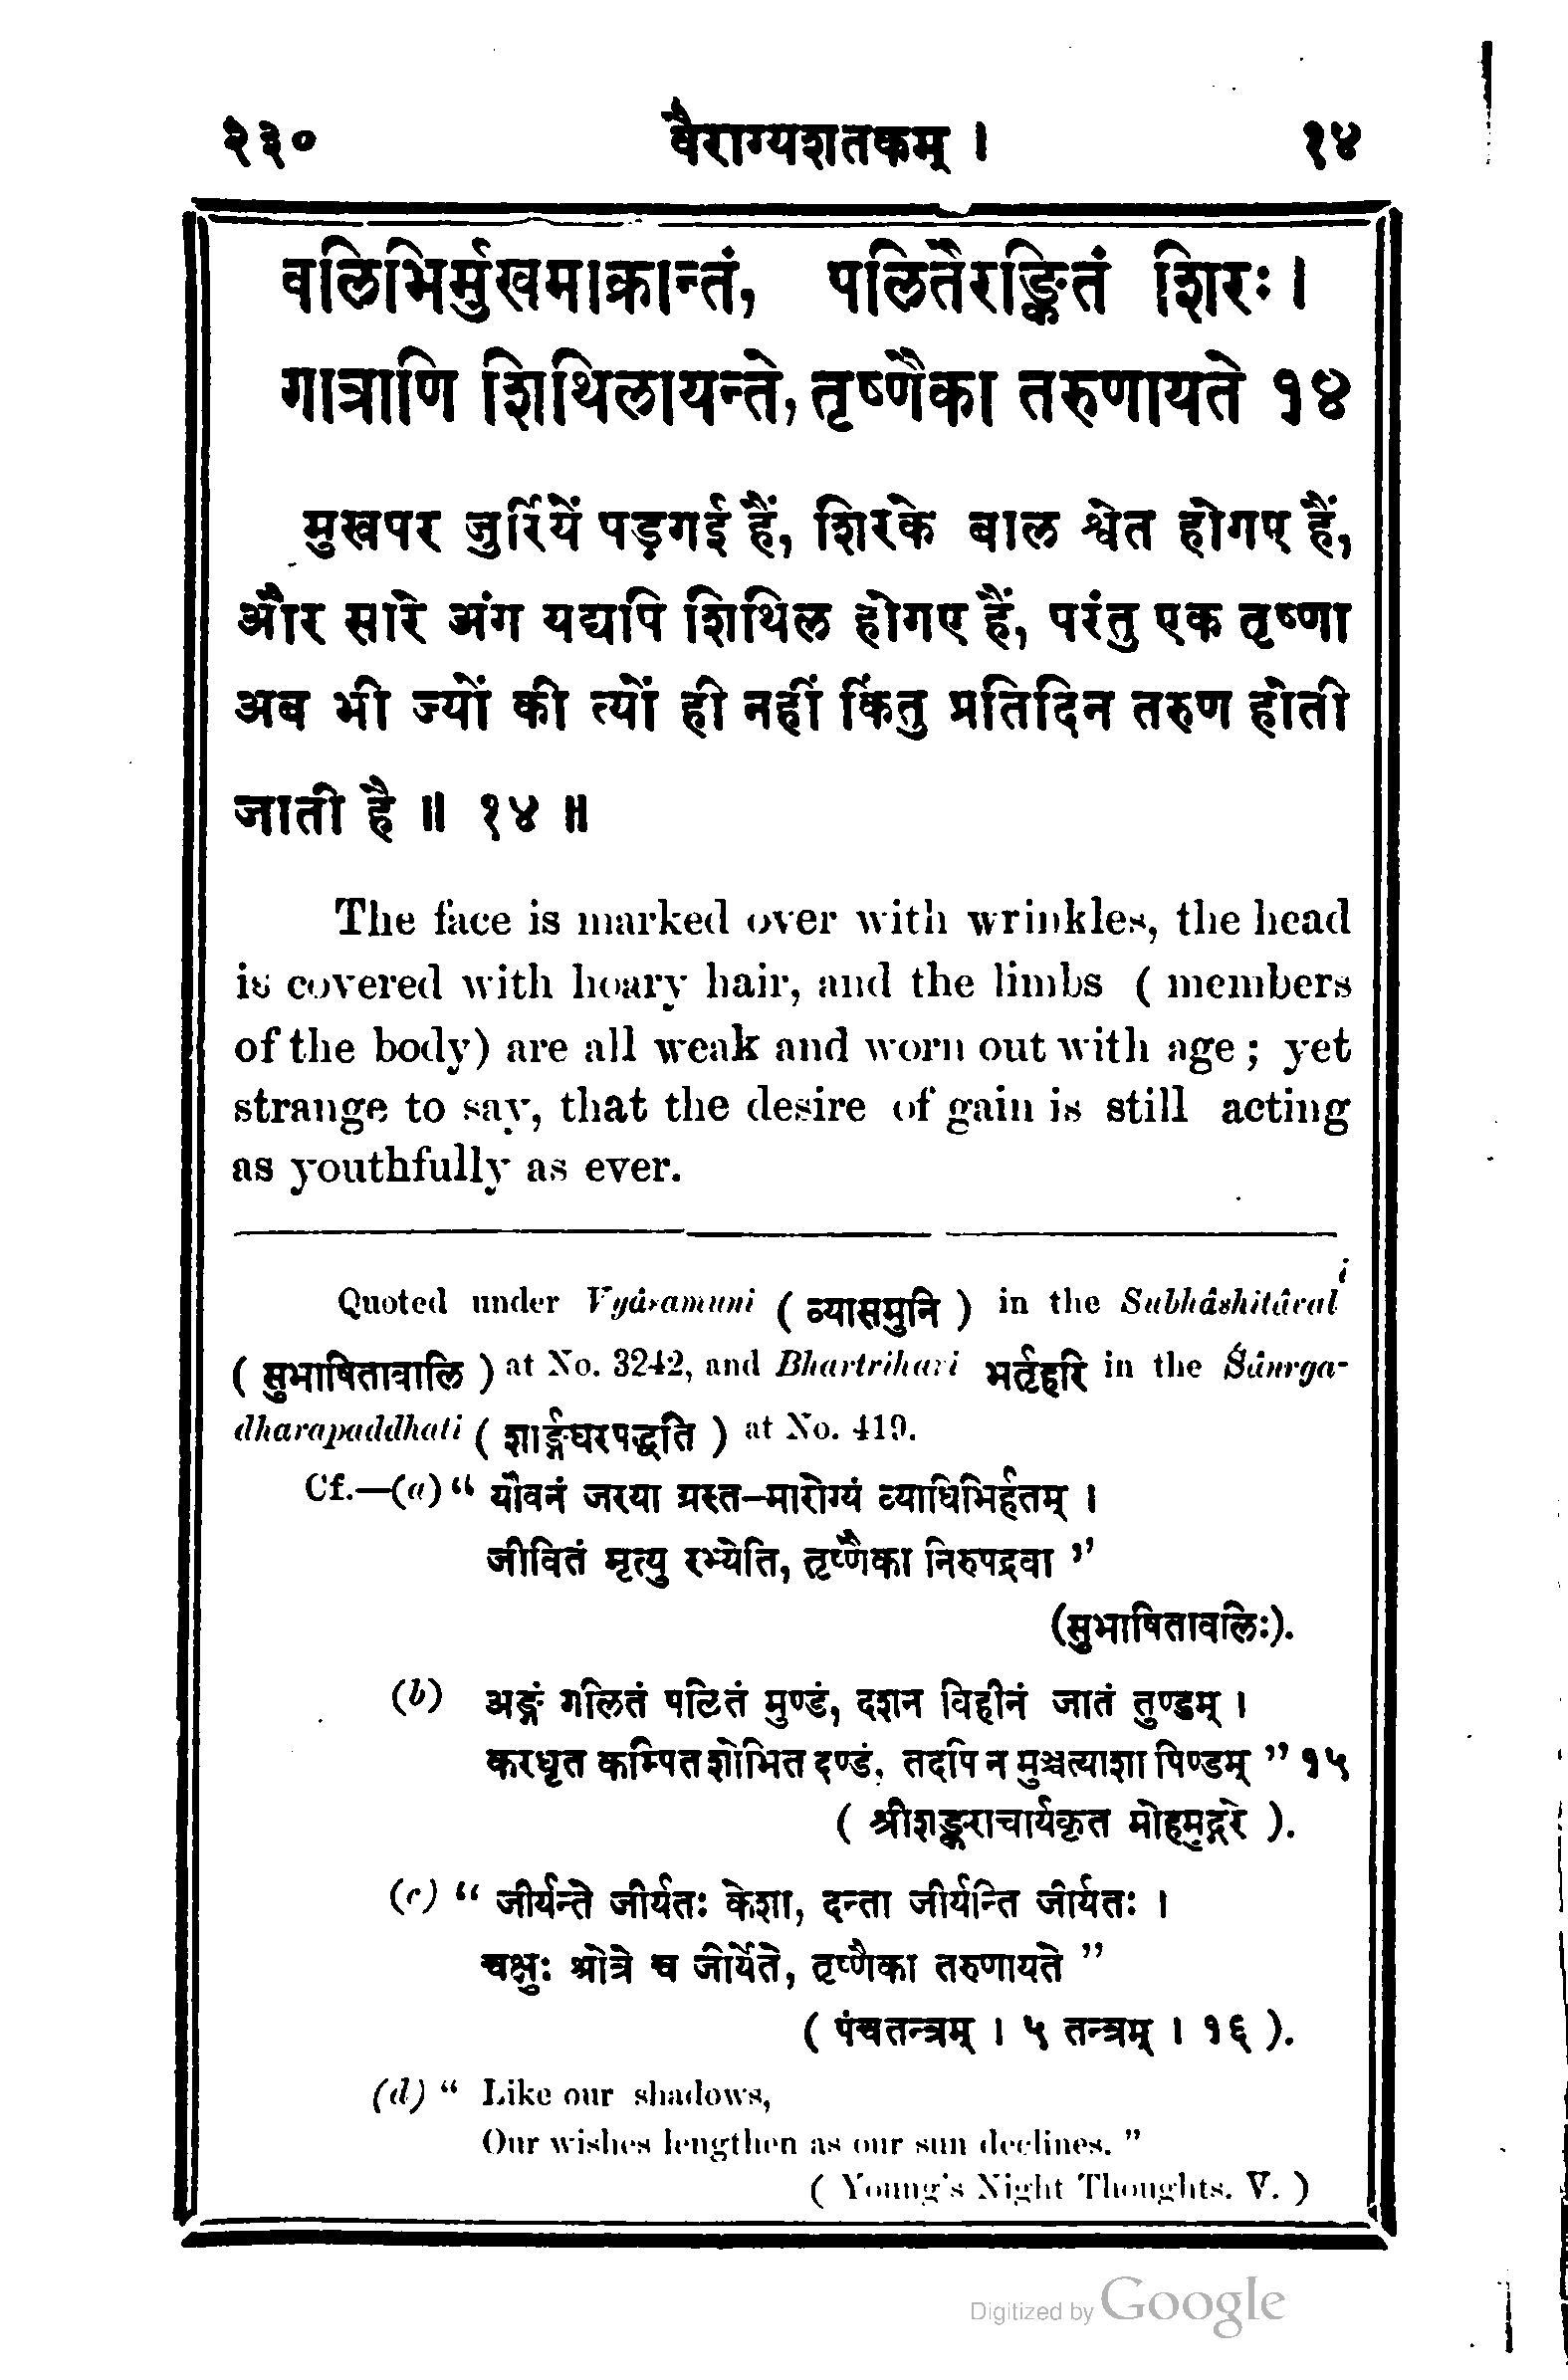 २३० वैराग्यशतकम् । १४
वलिभिर्मुखमाक्रान्तं, पलितैरङ्कितं शिरः ।
गात्राणि शिथिलायन्ते, तृष्णैका तरुणायते १४
मुखपर जुर्रियें पड़गई हैं, शिरके बाल श्वेत होगए हैं,
और सारे अंग यद्यपि शिथिल होगए हैं, परंतु एक तृष्णा
अब भी ज्यों की त्यों ही नहीं किंतु प्रतिदिन तरुण होती
जाती है ॥ १४ ॥
The face is marked over with wrinkles, the head
is covered with hoary hair, and the limbs ( members
of the body) are all weak and worn out with age ; yet
strange to say, that the desire of gain is still acting
as youthfully as ever.
Quoted under Vyâsamuni ( व्यासमुनि ) in the Subhâshitâvali
( सुभाषितावालि ) at No. 3242, and Bhartrihari भर्तृहरि in the Śârnga-
dharapaddhati ( शार्ङ्गधरपद्धति ) at No. 419.
Cf.—(a) “ यौवनं जरया ग्रस्त–मारोग्यं व्याधिभिर्हतम् ।
जीवितं मृत्यु रभ्येति, तृष्णैका निरुपद्रवा ”
(सुभाषितावलिः).
(b) अङ्गं गलितं पलितं मुण्डं, दशन विहीनं जातं तुण्डम् ।
करधृत कम्पित शोभित दण्डं, तदपि न मुञ्चत्याशा पिण्डम् ” १५
( श्रीशङ्कराचार्यकृत मोहमुद्गरे ).
(c) “ जीर्यन्ते जीर्यतः केशा, दन्ता जीर्यन्ति जीर्यतः ।
चक्षुः श्रोत्रे च जीर्येते, तृष्णैका तरुणायते ”
( पंचतन्त्रम् । ५ तन्त्रम् । १६ ).
(d) “ Like our shadows,
Our wishes lengthen as our sun declines. ”
( Young's Night Thoughts. V. )
Digitized by Google